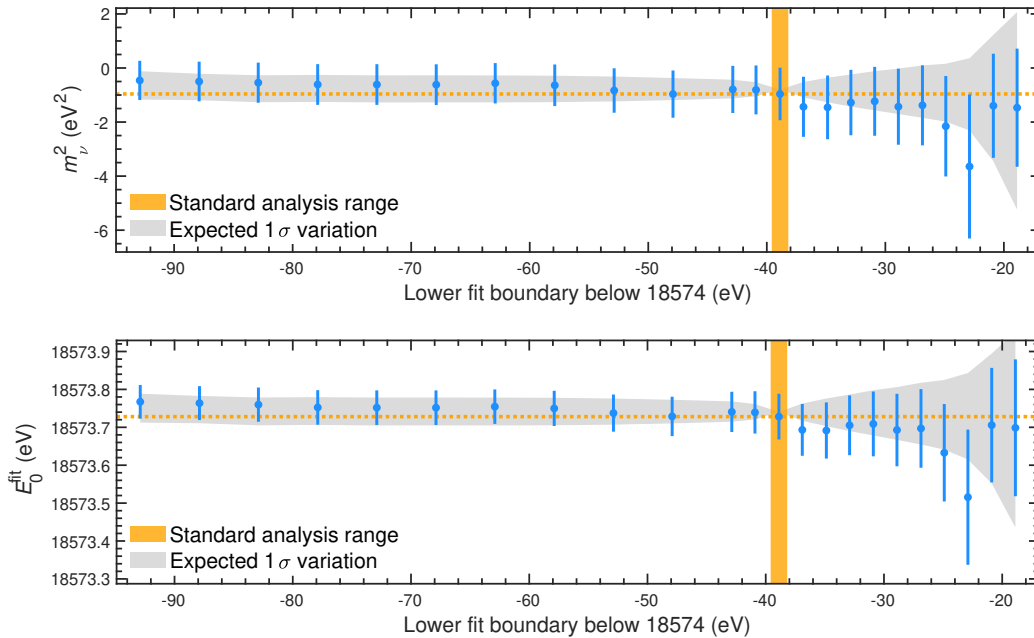 2
0
-2
-4
-6
m²ᵥ (eV²)
Standard analysis range
Expected 1σ variation
-90 -80 -70 -60 -50 -40 -30 -20
Lower fit boundary below 18574 (eV)
18573.9
18573.8
18573.7
18573.6
18573.5
18573.4
18573.3
E₀ᶠⁱᵗ (eV)
Standard analysis range
Expected 1σ variation
-90 -80 -70 -60 -50 -40 -30 -20
Lower fit boundary below 18574 (eV)